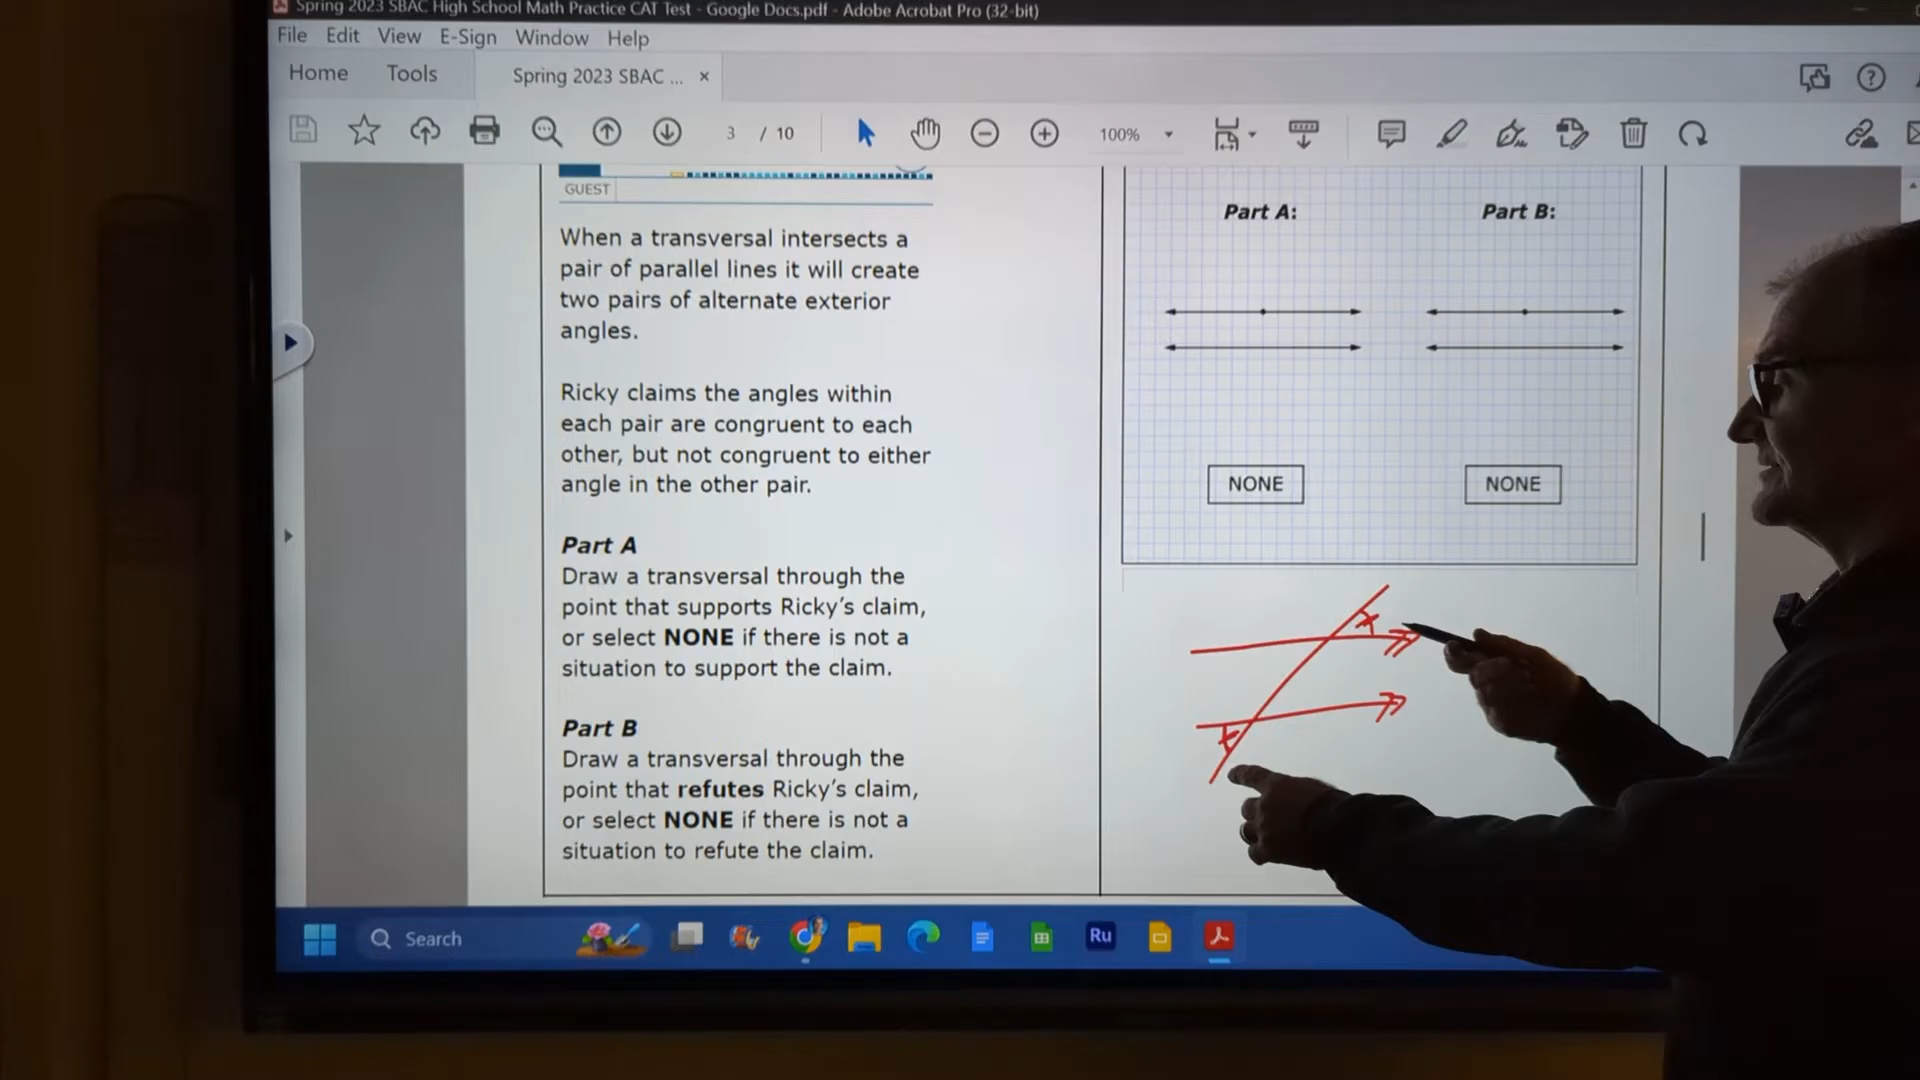 Spring 2023 SBAC High School Math Practice CAT Test - Google Docs.pdf - Adobe Acrobat Pro (32-bit)
File Edit View E-Sign Window Help
Home Tools Spring 2023 SBAC ... ×
3 / 10 100%
GUEST
When a transversal intersects a
pair of parallel lines it will create
two pairs of alternate exterior
angles.
Ricky claims the angles within
each pair are congruent to each
other, but not congruent to either
angle in the other pair.
Part A
Draw a transversal through the
point that supports Ricky’s claim,
or select NONE if there is not a
situation to support the claim.
Part B
Draw a transversal through the
point that refutes Ricky’s claim,
or select NONE if there is not a
situation to refute the claim.
Part A:
Part B:
NONE
NONE
x
x
Search
Ru